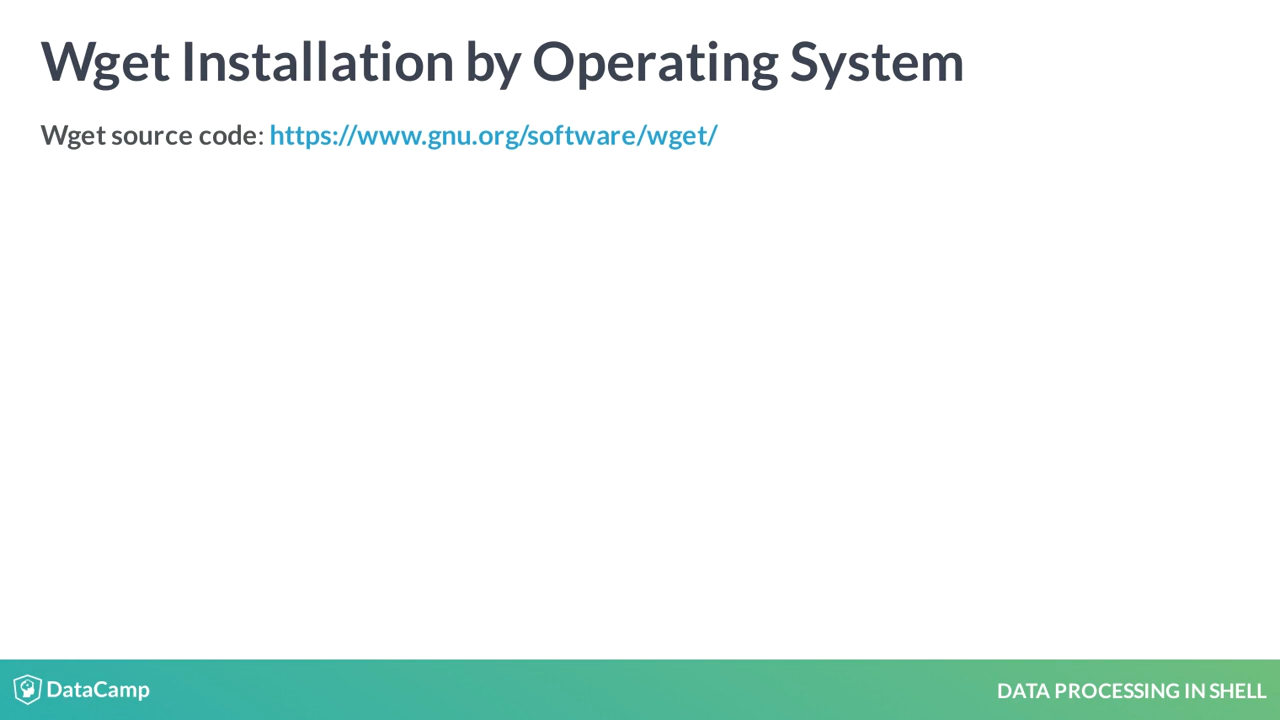 Wget Installation by Operating System
Wget source code: https://www.gnu.org/software/wget/
DataCamp
DATA PROCESSING IN SHELL